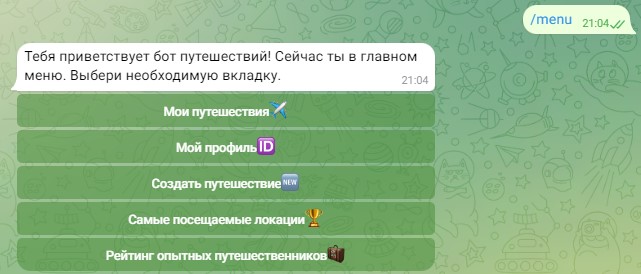 /menu 21:04
Тебя приветствует бот путешествий! Сейчас ты в главном
меню. Выбери необходимую вкладку.
21:04
Мои путешествия✈️
Мой профиль🆔
Создать путешествие🆕
Самые посещаемые локации🏆
Рейтинг опытных путешественников🧳